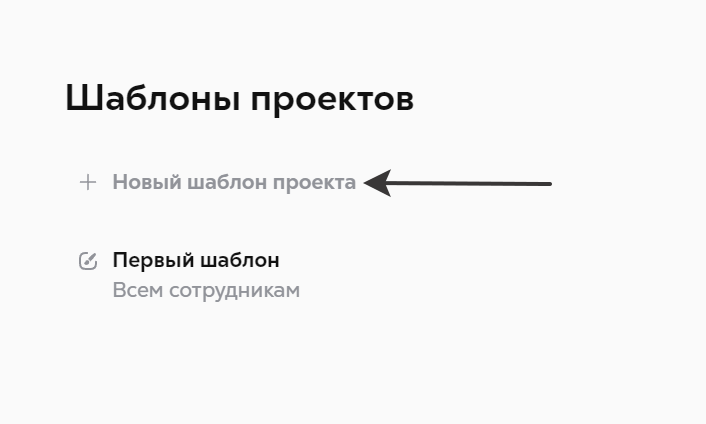 Шаблоны проектов
Новый шаблон проекта
Первый шаблон
Всем сотрудникам